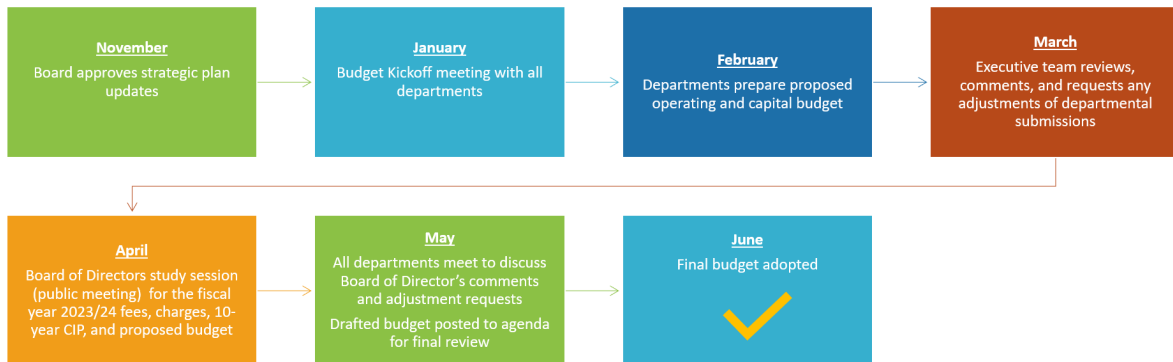 November
Board approves strategic plan
updates
January
Budget Kickoff meeting with all
departments
February
Departments prepare proposed
operating and capital budget
March
Executive team reviews,
comments, and requests any
adjustments of departmental
submissions
April
Board of Directors study session
(public meeting)  for the fiscal
year 2023/24 fees, charges, 10-
year CIP, and proposed budget
May
All departments meet to discuss
Board of Director’s comments
and adjustment requests
Drafted budget posted to agenda
for final review
June
Final budget adopted